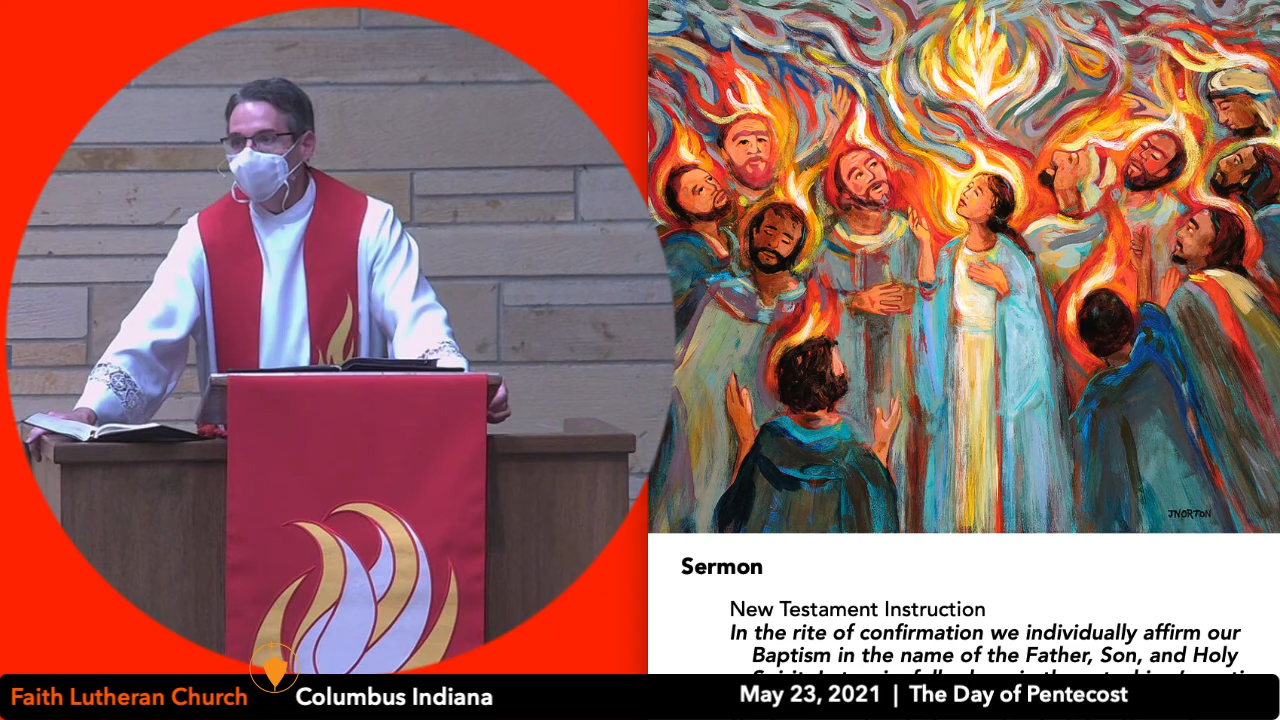 JNORTON
Sermon
New Testament Instruction
In the rite of confirmation we individually affirm our
Baptism in the name of the Father, Son, and Holy
Faith Lutheran Church
Columbus Indiana
May 23, 2021 | The Day of Pentecost